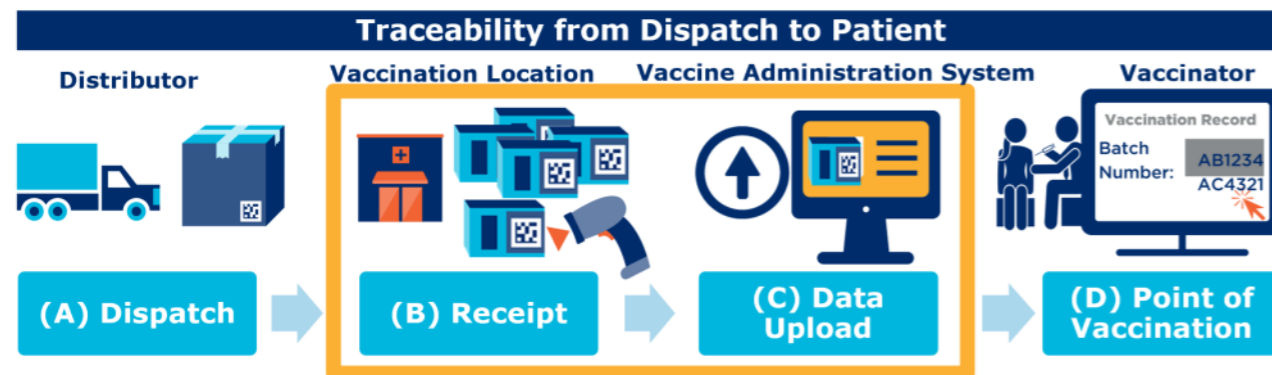 Traceability from Dispatch to Patient
Distributor
Vaccination Location
Vaccine Administration System
Vaccinator
Vaccination Record
Batch
Number:
AB1234
AC4321
(A) Dispatch
(B) Receipt
(C) Data
Upload
(D) Point of
Vaccination